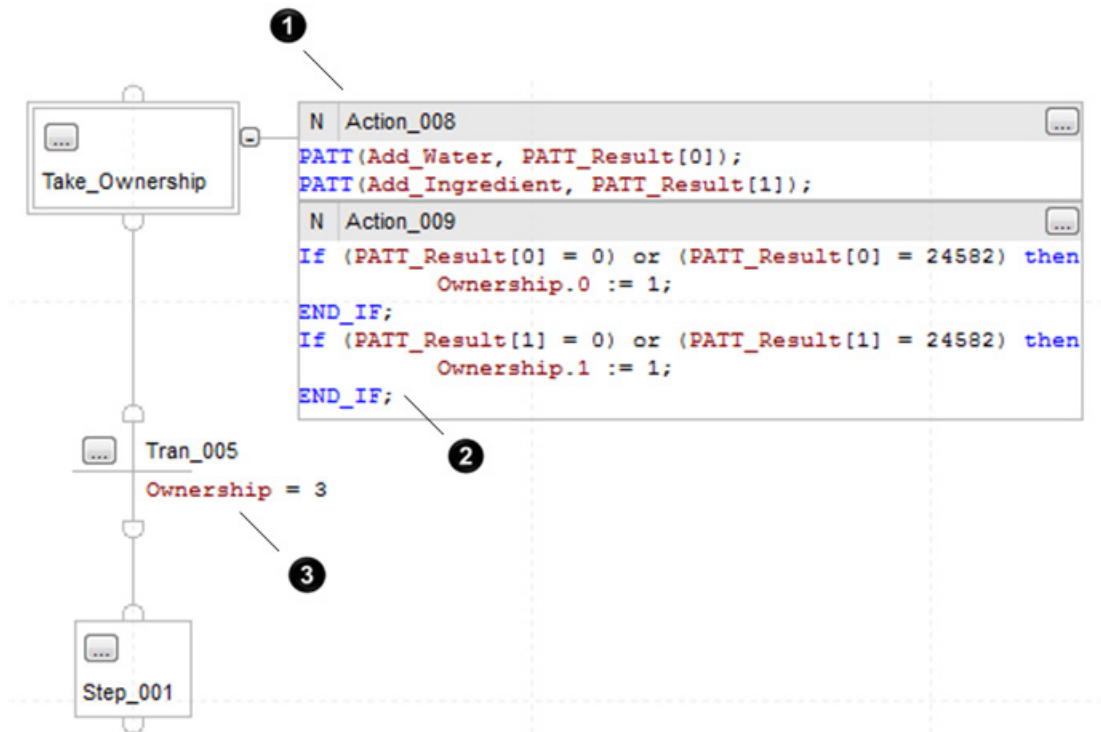 1
N Action_008 ...
...
PATT(Add_Water, PATT_Result[0]);
Take_Ownership
PATT(Add_Ingredient, PATT_Result[1]);
N Action_009 ...
If (PATT_Result[0] = 0) or (PATT_Result[0] = 24582) then
Ownership.0 := 1;
END_IF;
If (PATT_Result[1] = 0) or (PATT_Result[1] = 24582) then
Ownership.1 := 1;
END_IF;
2
... Tran_005
Ownership = 3
3
...
Step_001